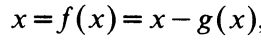 x = f(x) = x − g(x),